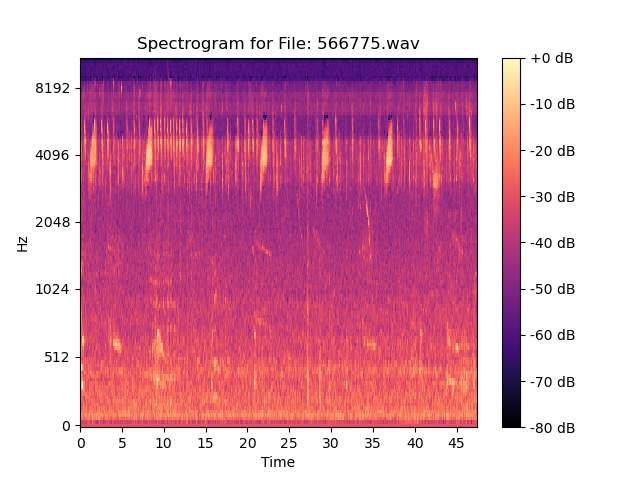 Spectrogram for File: 566775.wav
Hz
8192
4096
2048
1024
512
0
0 5 10 15 20 25 30 35 40 45
Time
+0 dB
-10 dB
-20 dB
-30 dB
-40 dB
-50 dB
-60 dB
-70 dB
-80 dB